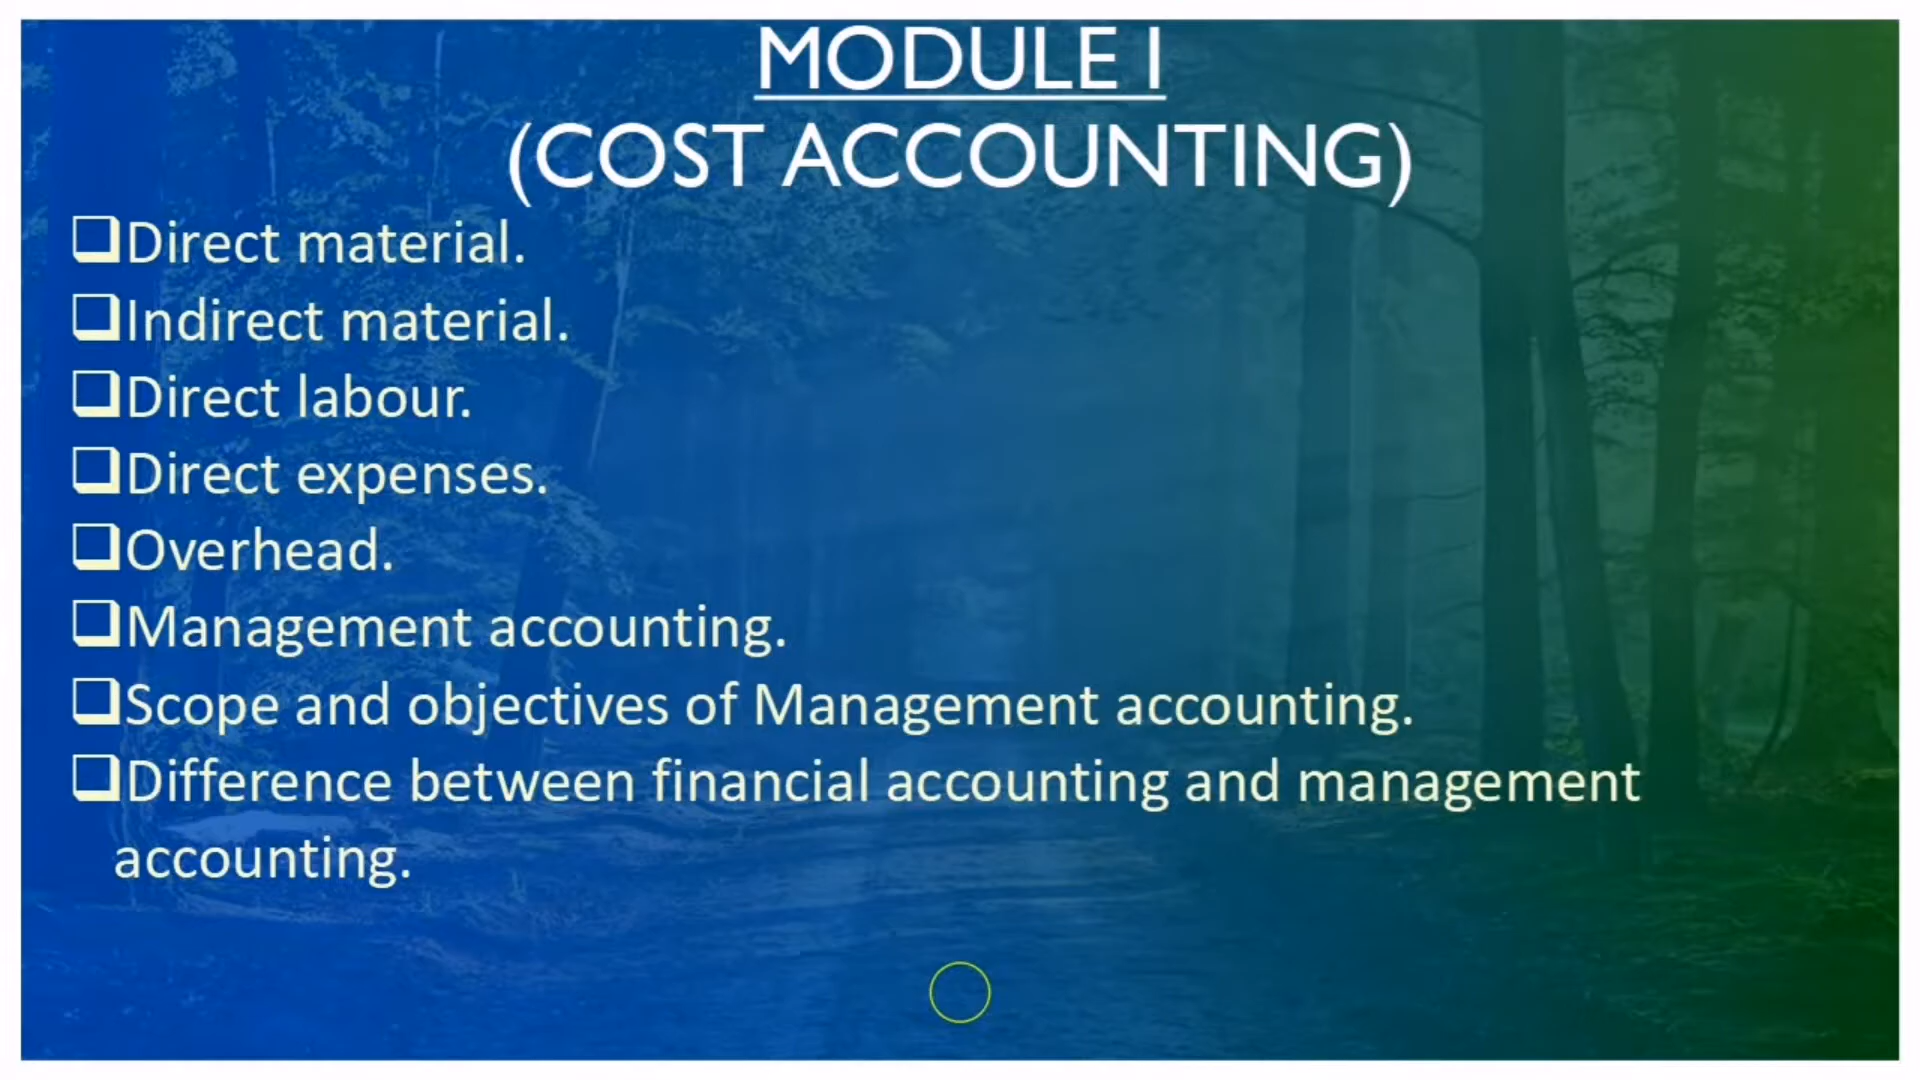 MODULE I
(COST ACCOUNTING)
❑Direct material.
❑Indirect material.
❑Direct labour.
❑Direct expenses.
❑Overhead.
❑Management accounting.
❑Scope and objectives of Management accounting.
❑Difference between financial accounting and management
accounting.